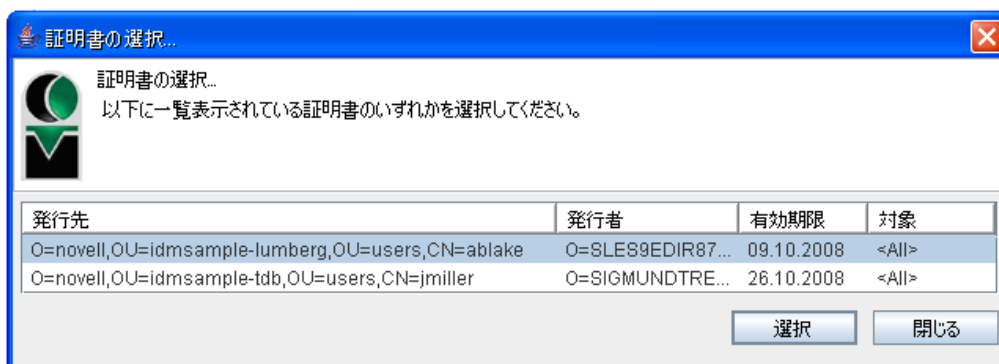 証明書の選択...
証明書の選択...
以下に一覧表示されている証明書のいずれかを選択してください。
発行先 発行者 有効期限 対象
O=novell,OU=idmsample-lumberg,OU=users,CN=ablake O=SLES9EDIR87... 09.10.2008 <All>
O=novell,OU=idmsample-tdb,OU=users,CN=jmiller O=SIGMUNDTRE... 26.10.2008 <All>
選択 閉じる